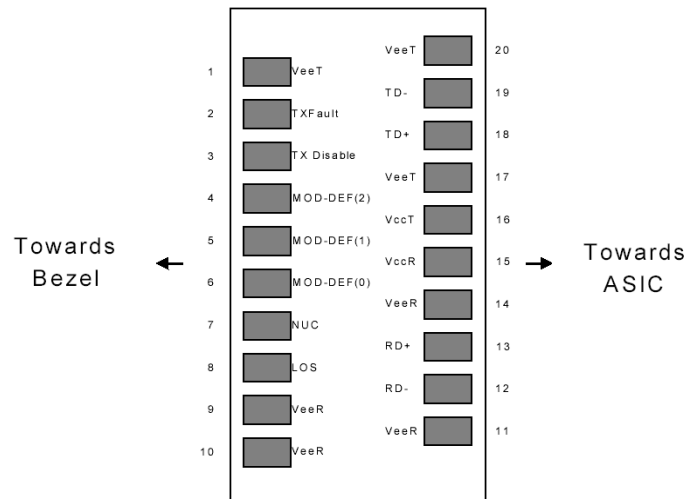 1 VeeT
2 TXFault
3 TX Disable
4 MOD-DEF(2)
5 MOD-DEF(1)
6 MOD-DEF(0)
7 NUC
8 LOS
9 VeeR
10 VeeR
VeeT 20
TD- 19
TD+ 18
VeeT 17
VccT 16
VccR 15
VeeR 14
RD+ 13
RD- 12
VeeR 11
Towards
Bezel
Towards
ASIC